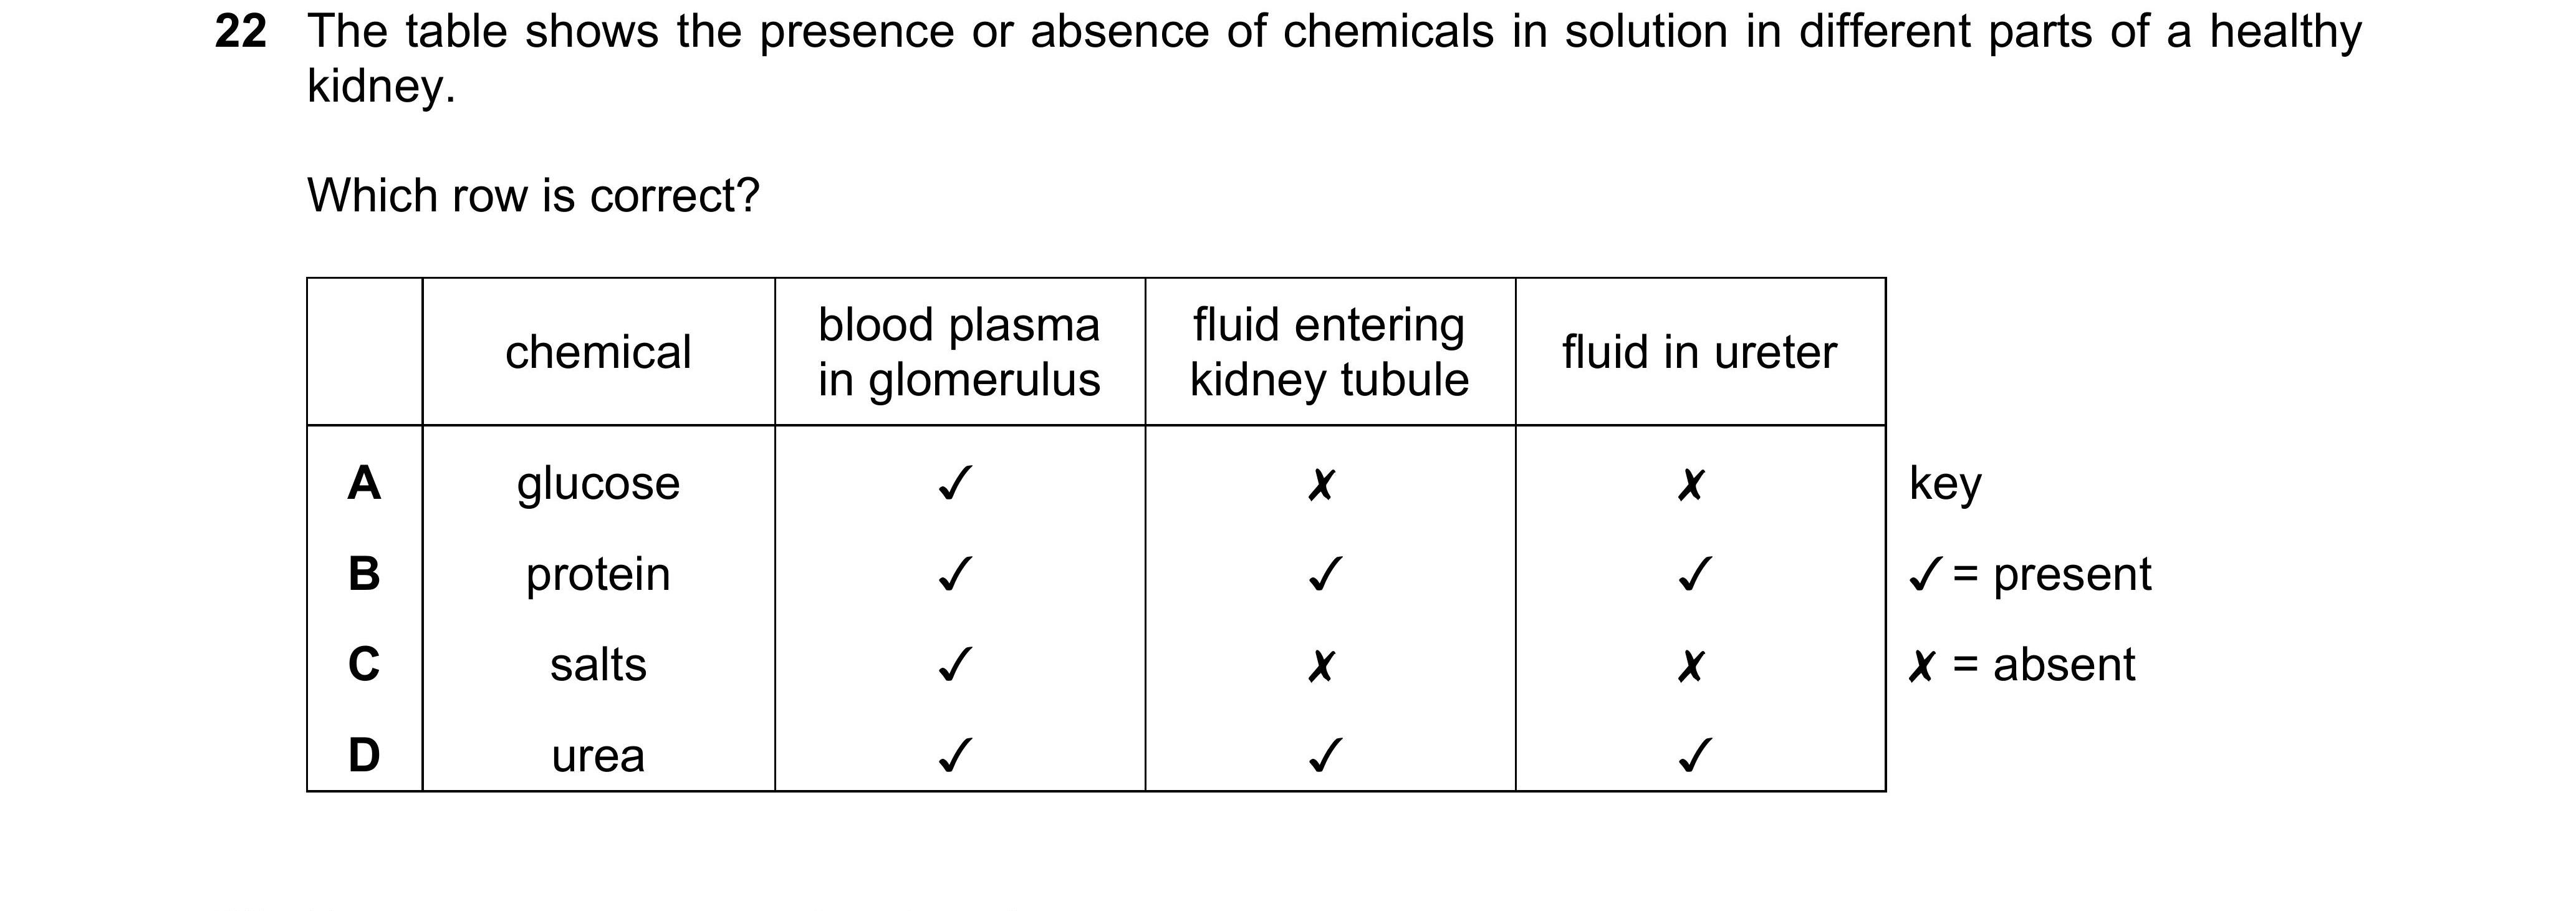 22 The table shows the presence or absence of chemicals in solution in different parts of a healthy
kidney.
Which row is correct?
chemical
blood plasma
in glomerulus
fluid entering
kidney tubule
fluid in ureter
A glucose ✓ ✗ ✗ key
B protein ✓ ✓ ✓ ✓ = present
C salts ✓ ✗ ✗ ✗ = absent
D urea ✓ ✓ ✓